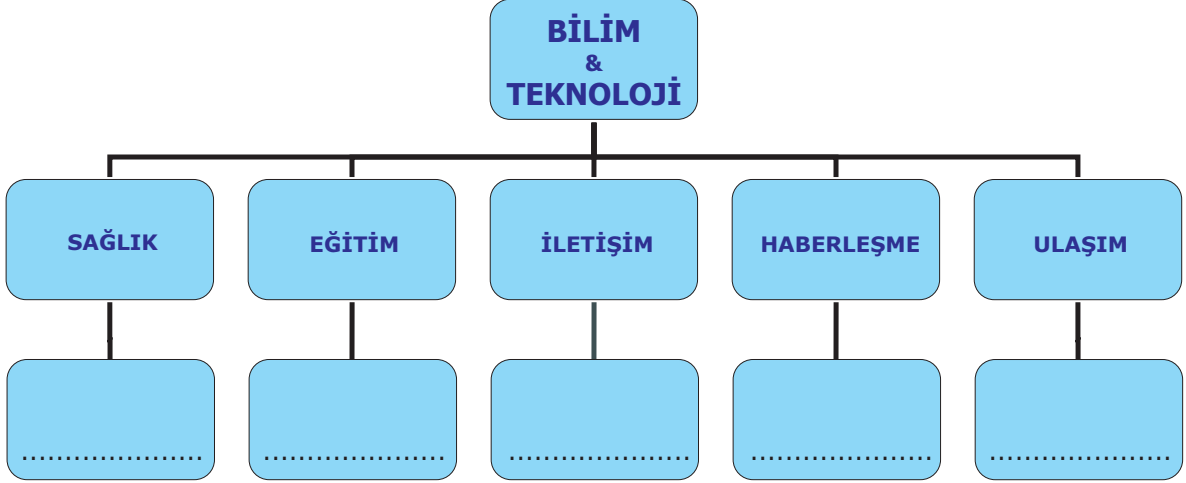 BİLİM
&
TEKNOLOJİ
SAĞLIK
EĞİTİM
İLETİŞİM
HABERLEŞME
ULAŞIM
.....................
.....................
.....................
.....................
.....................